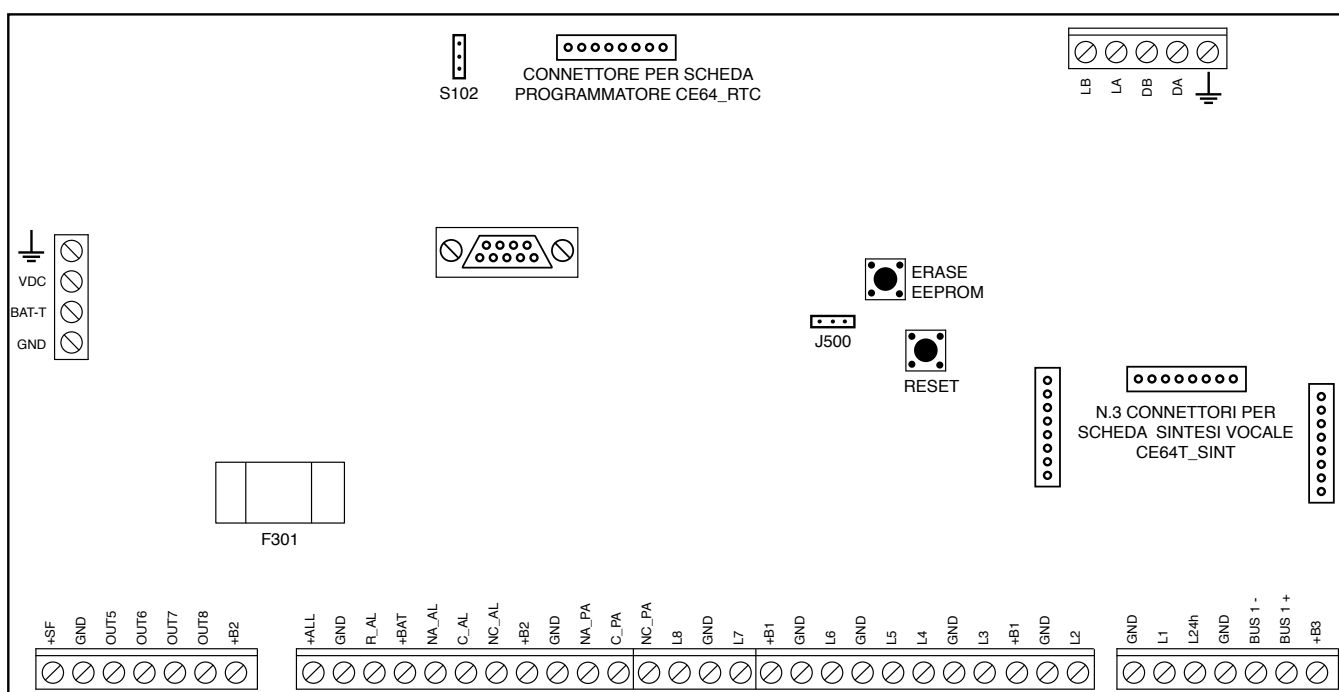 S102
CONNETTORE PER SCHEDA
PROGRAMMATORE CE64_RTC
LB
LA
DB
DA
VDC
BAT-T
GND
ERASE
EEPROM
J500
RESET
N.3 CONNETTORI PER
SCHEDA SINTESI VOCALE
CE64T_SINT
F301
+SF
GND
OUT5
OUT6
OUT7
OUT8
+B2
+ALL
GND
R_AL
+BAT
NA_AL
C_AL
NC_AL
+B2
GND
NA_PA
C_PA
NC_PA
L8
GND
L7
+B1
GND
L6
GND
L5
L4
GND
L3
+B1
GND
L2
GND
L1
L24h
GND
BUS 1 -
BUS 1 +
+B3